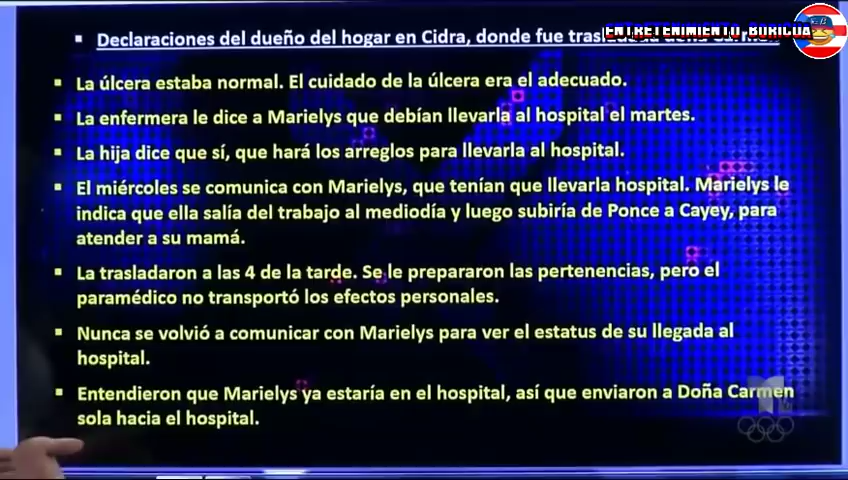 ENTRETENIMIENTO BORICUA
Declaraciones del dueño del hogar en Cidra, donde fue
La úlcera estaba normal. El cuidado de la úlcera era el adecuado.
La enfermera le dice a Marielys que debían llevarla al hospital el martes.
La hija dice que sí, que hará los arreglos para llevarla al hospital.
El miércoles se comunica con Marielys, que tenían que llevarla hospital. Marielys le
indica que ella salía del trabajo al mediodía y luego subiría de Ponce a Cayey, para
atender a su mamá.
La trasladaron a las 4 de la tarde. Se le prepararon las pertenencias, pero el
paramédico no transportó los efectos personales.
Nunca se volvió a comunicar con Marielys para ver el estatus de su llegada al
hospital.
Entendieron que Marielys ya estaría en el hospital, así que enviaron a Doña Carmen
sola hacia el hospital.